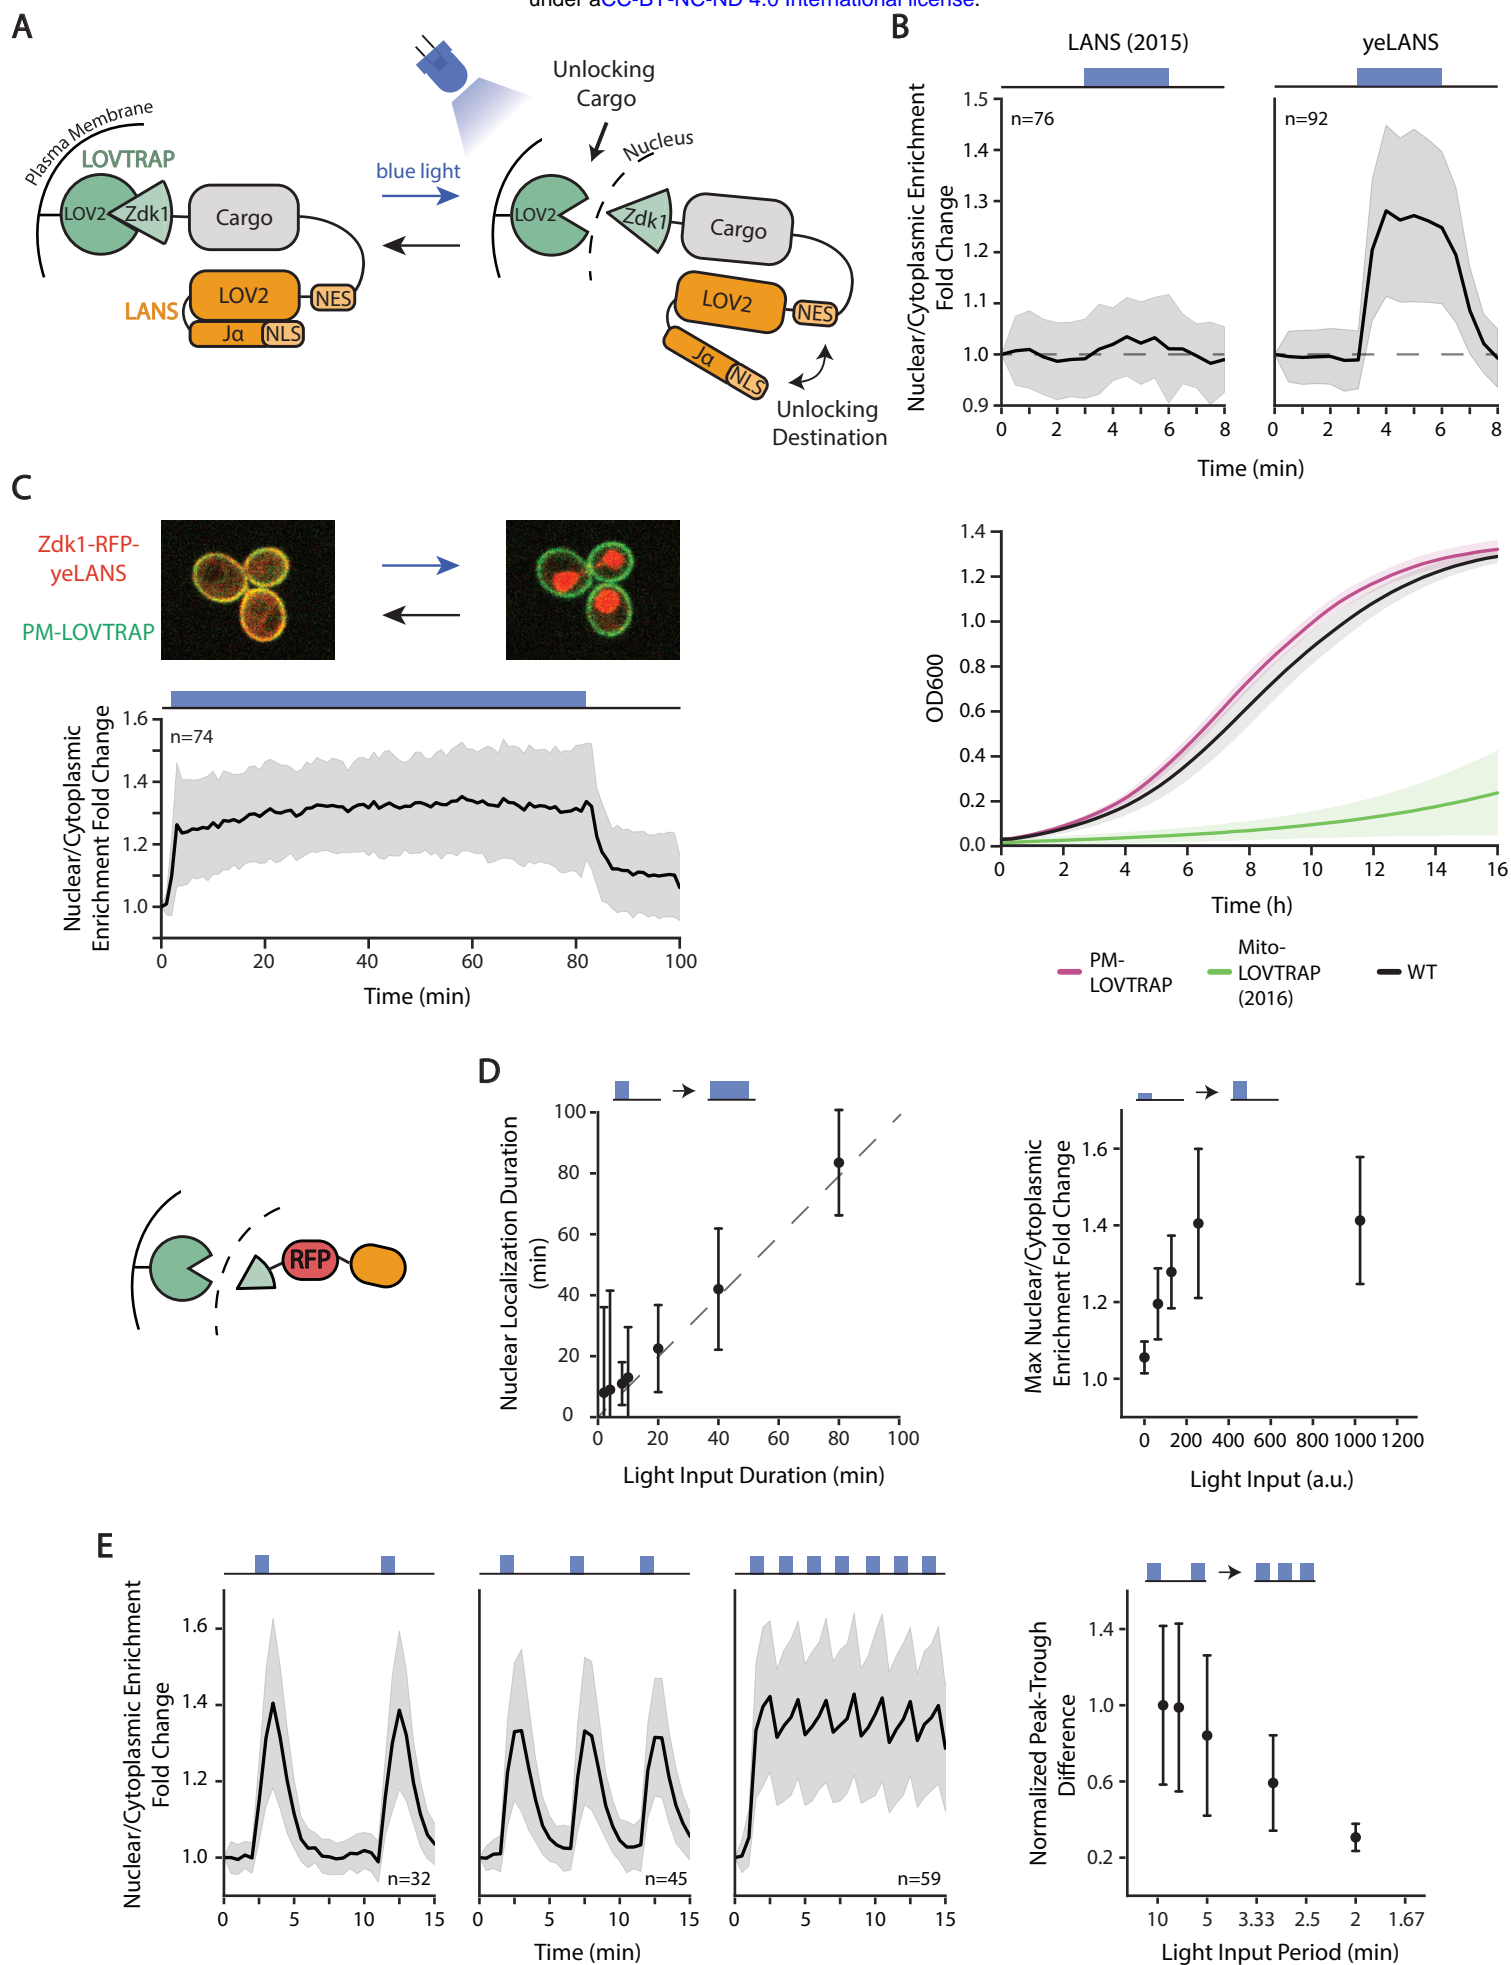 under aCC-BY-NC-ND 4.0 International license.
A
Plasma Membrane
LOVTRAP
LOV2
Zdk1
Cargo
LANS
LOV2
NES
Jα
NLS
blue light
Unlocking
Cargo
Nucleus
LOV2
Zdk1
Cargo
LOV2
NES
Jα
NLS
Unlocking
Destination
B
LANS (2015)
yeLANS
Nuclear/Cytoplasmic Enrichment
Fold Change
1.5
1.4
1.3
1.2
1.1
1.0
0.9
n=76
n=92
0 2 4 6 8
0 2 4 6 8
Time (min)
C
Zdk1-RFP-
yeLANS
PM-LOVTRAP
Nuclear/Cytoplasmic
Enrichment Fold Change
1.6
1.4
1.2
1.0
n=74
0 20 40 60 80 100
Time (min)
OD600
1.4
1.2
1.0
0.8
0.6
0.4
0.2
0.0
0 2 4 6 8 10 12 14 16
Time (h)
PM-
LOVTRAP
Mito-
LOVTRAP
(2016)
WT
RFP
D
Nuclear Localization Duration
(min)
100
80
60
40
20
0
0 20 40 60 80 100
Light Input Duration (min)
Max Nuclear/Cytoplasmic
Enrichment Fold Change
1.6
1.4
1.2
1.0
0 200 400 600 800 1000 1200
Light Input (a.u.)
E
Nuclear/Cytoplasmic Enrichment
Fold Change
1.6
1.4
1.2
1.0
n=32
n=45
n=59
0 5 10 15
0 5 10 15
0 5 10 15
Time (min)
Normalized Peak-Trough
Difference
1.4
1.0
0.6
0.2
10 5 3.33 2.5 2 1.67
Light Input Period (min)